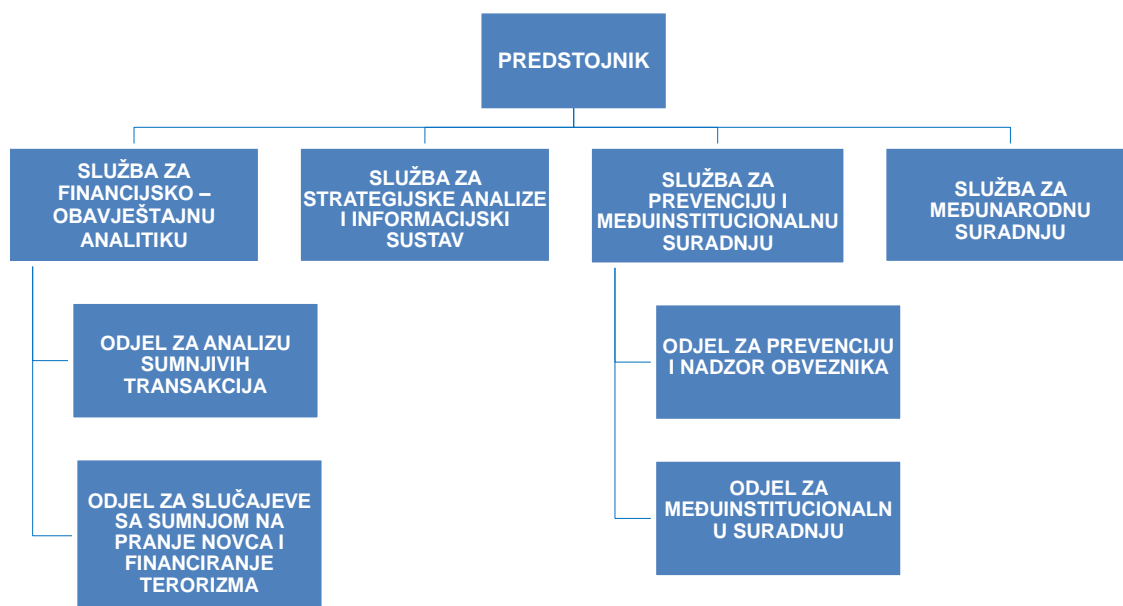 PREDSTOJNIK
SLUŽBA ZA
FINANCIJSKO –
OBAVJEŠTAJNU
ANALITIKU
SLUŽBA ZA
STRATEGIJSKE ANALIZE
I INFORMACIJSKI
SUSTAV
SLUŽBA ZA
PREVENCIJU I
MEĐUINSTITUCIONALNU
SURADNJU
SLUŽBA ZA
MEĐUNARODNU
SURADNJU
ODJEL ZA ANALIZU
SUMNJIVIH
TRANSAKCIJA
ODJEL ZA PREVENCIJU
I NADZOR OBVEZNIKA
ODJEL ZA SLUČAJEVE
SA SUMNJOM NA
PRANJE NOVCA I
FINANCIRANJE
TERORIZMA
ODJEL ZA
MEĐUINSTITUCIONALN
U SURADNJU